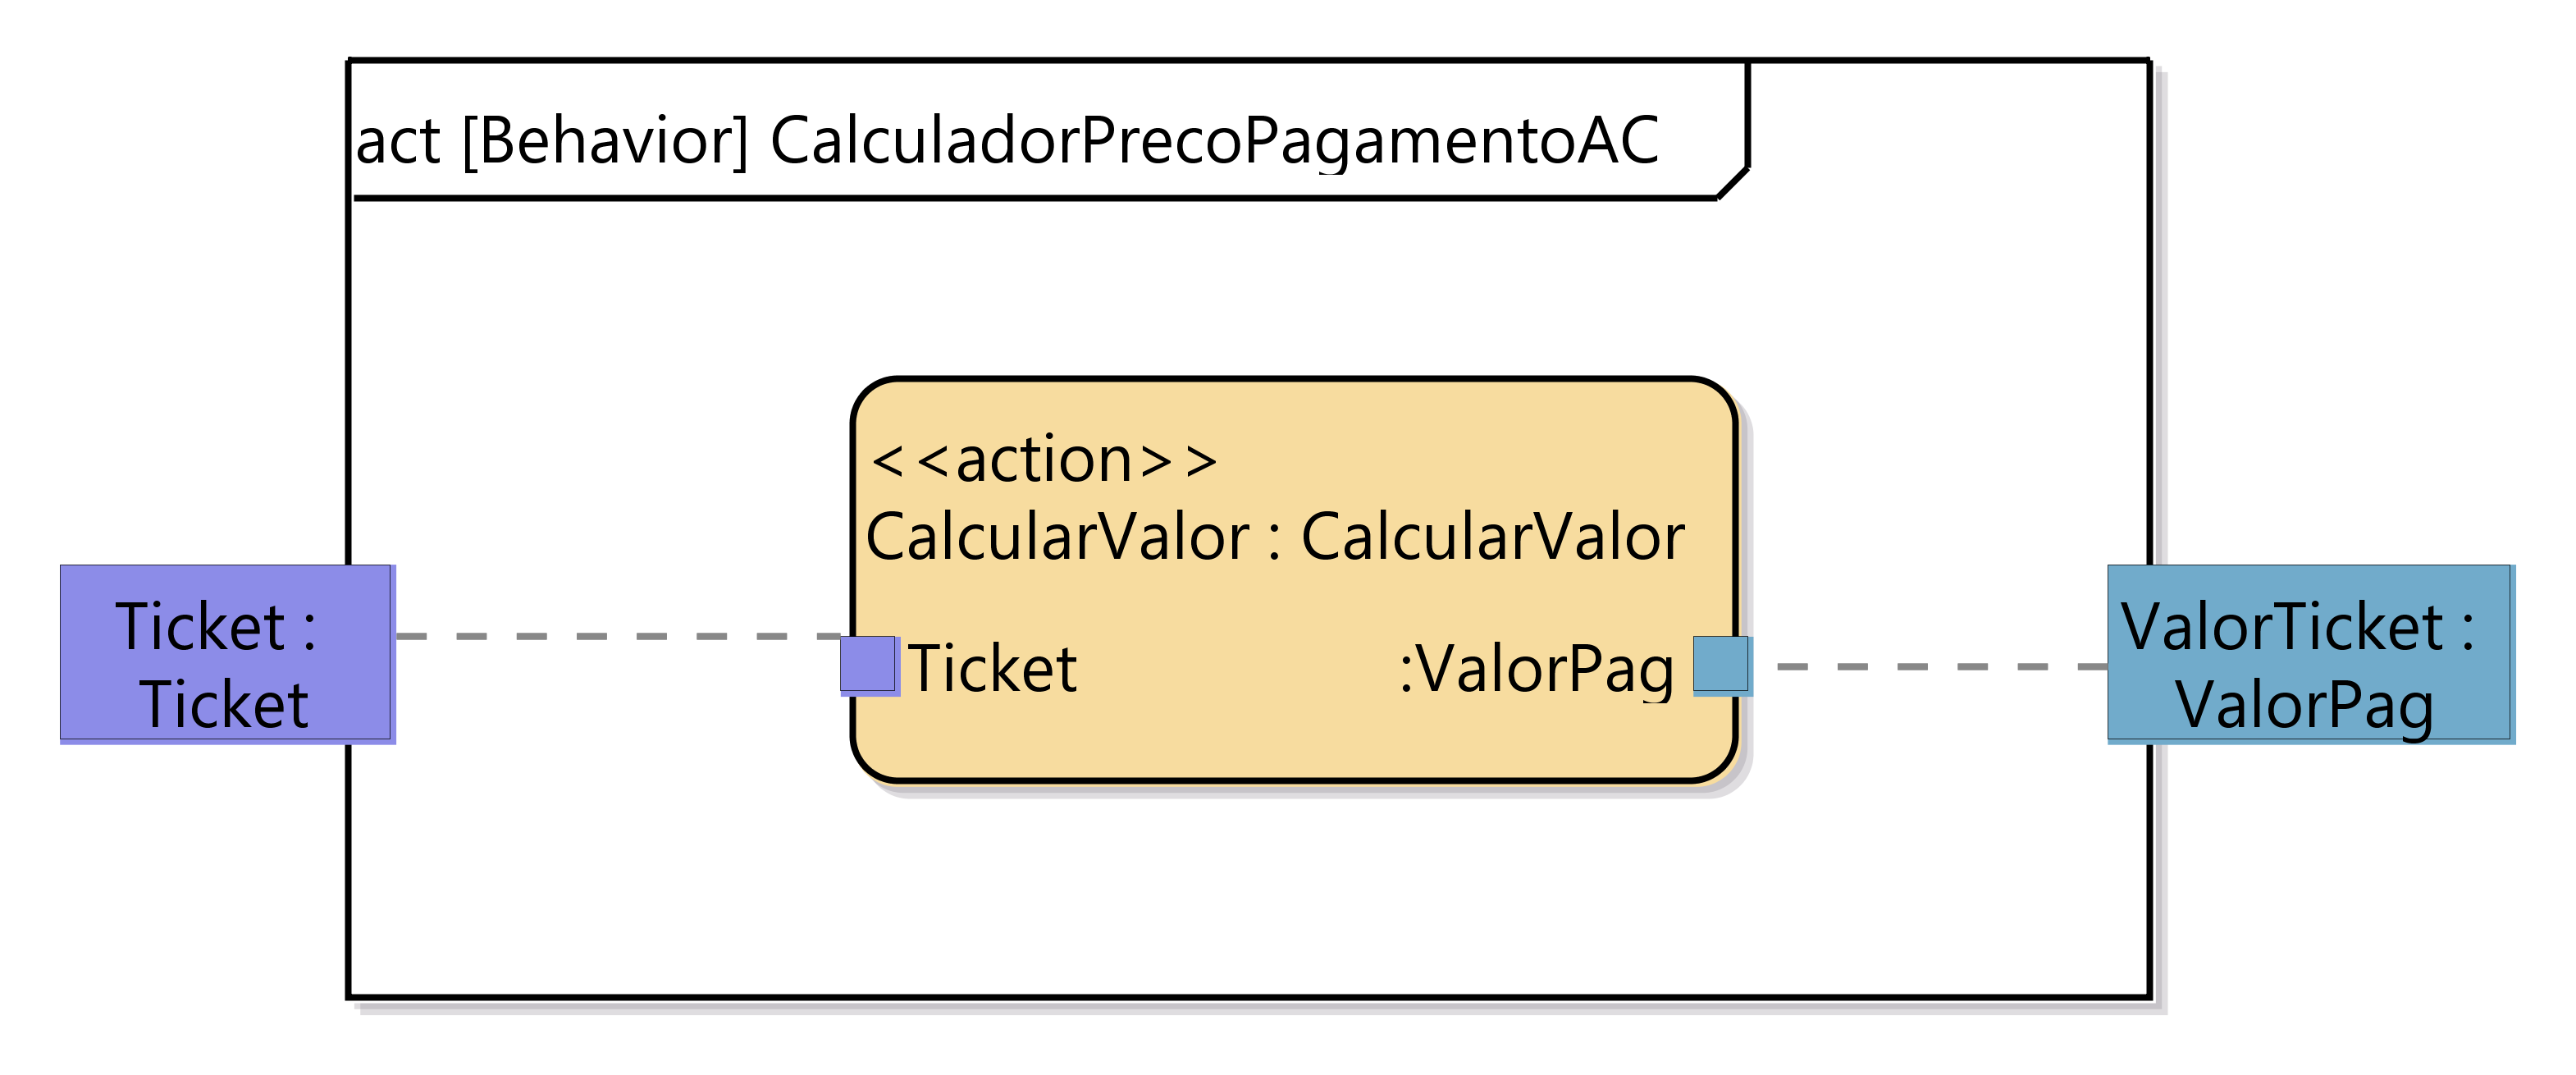 act [Behavior] CalculadorPrecoPagamentoAC
<<action>>
CalcularValor : CalcularValor
Ticket :
Ticket
Ticket
:ValorPag
ValorTicket :
ValorPag